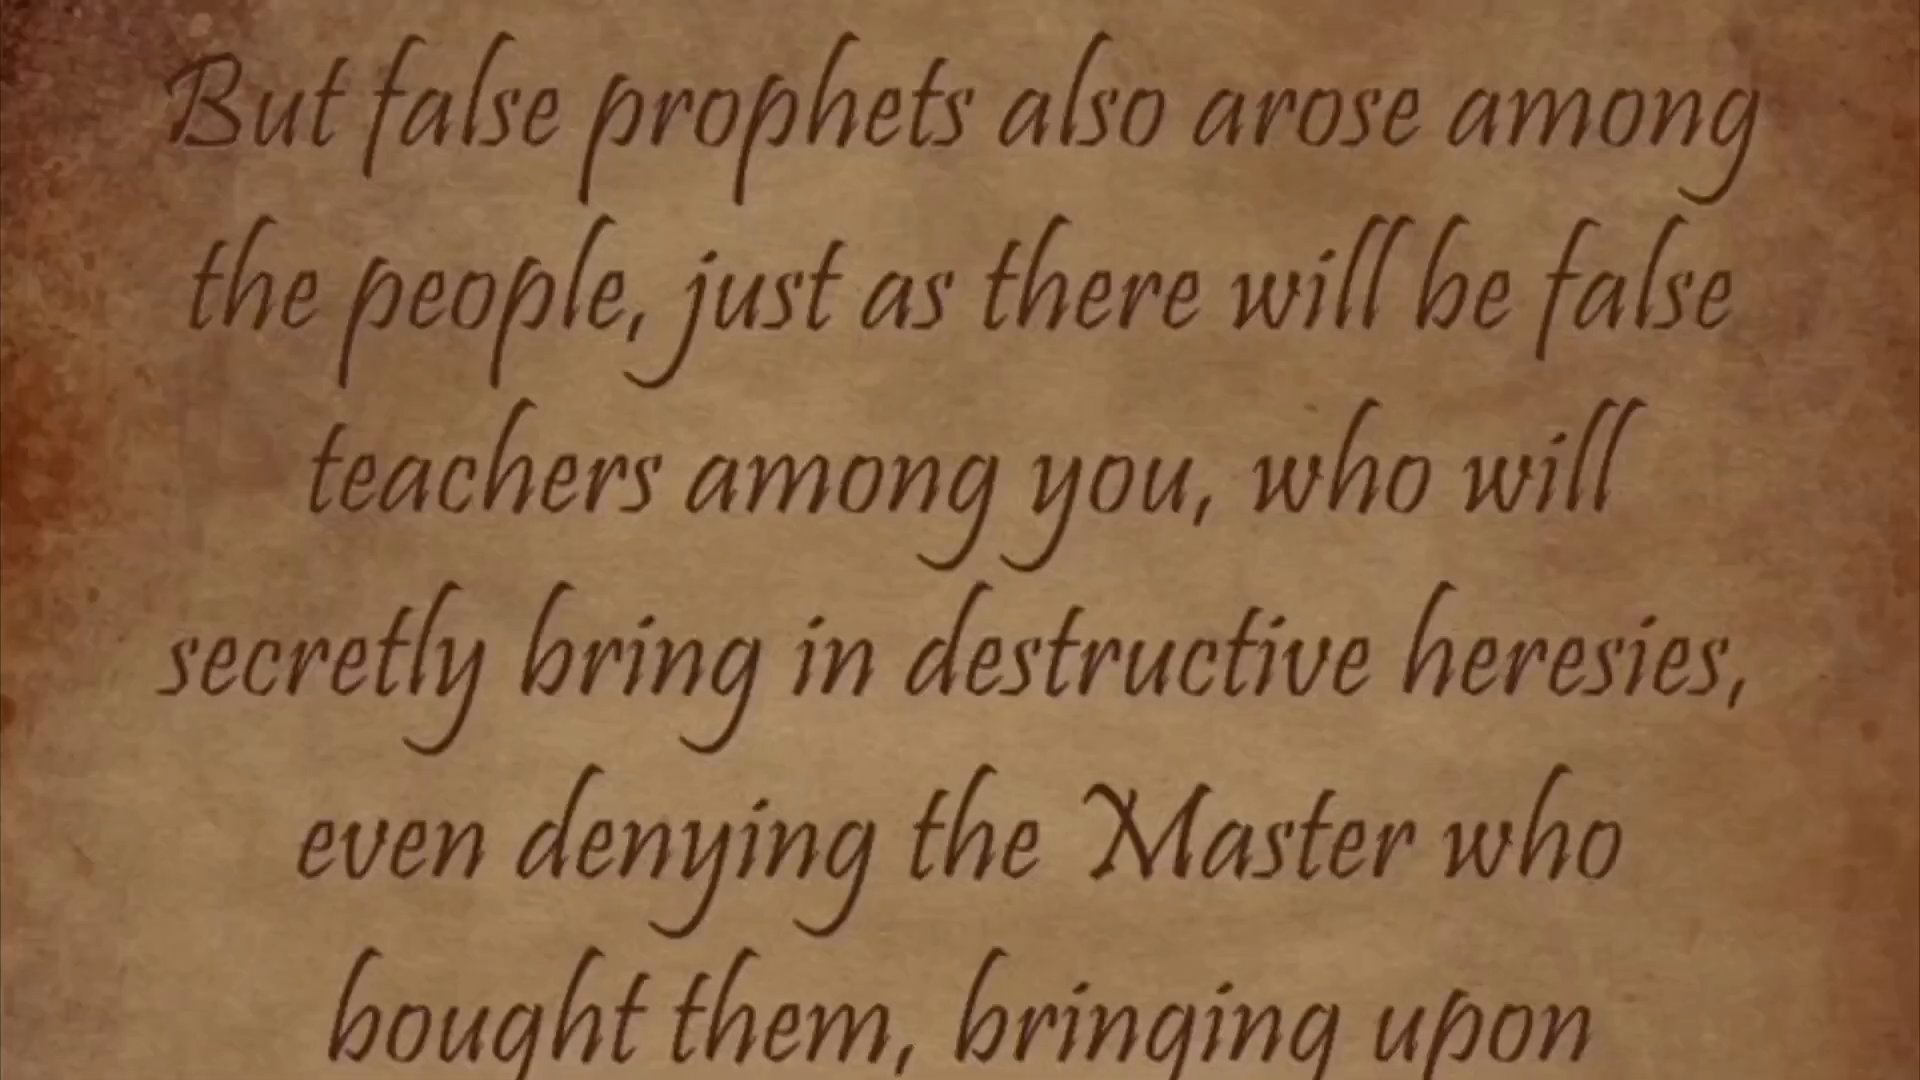 But false prophets also arose among
the people, just as there will be false
teachers among you, who will
secretly bring in destructive heresies,
even denying the Master who
bought them, bringing upon